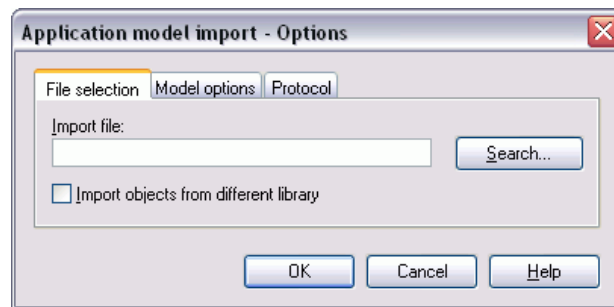 Application model import - Options
File selection Model options Protocol
Import file:
Search...
Import objects from different library
OK Cancel Help